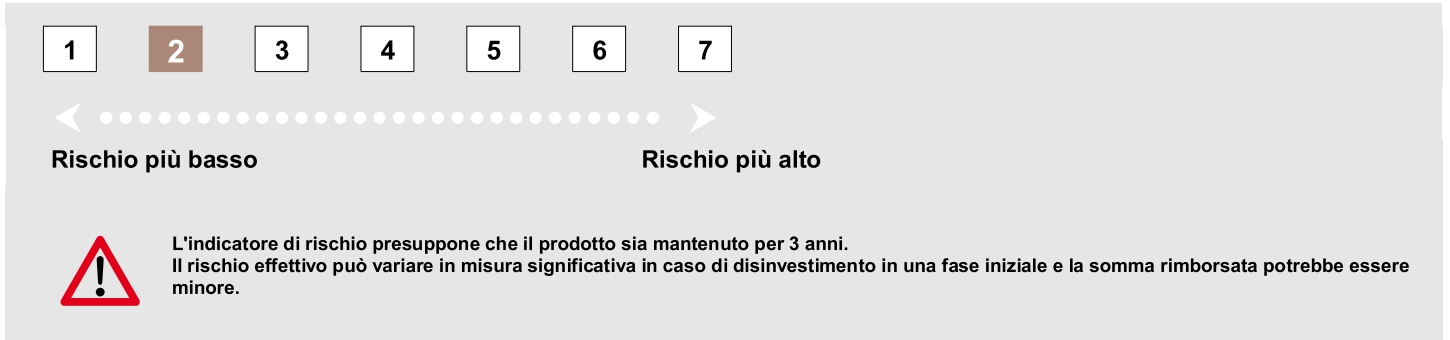 1 2 3 4 5 6 7
Rischio più basso Rischio più alto
L'indicatore di rischio presuppone che il prodotto sia mantenuto per 3 anni.
Il rischio effettivo può variare in misura significativa in caso di disinvestimento in una fase iniziale e la somma rimborsata potrebbe essere
minore.